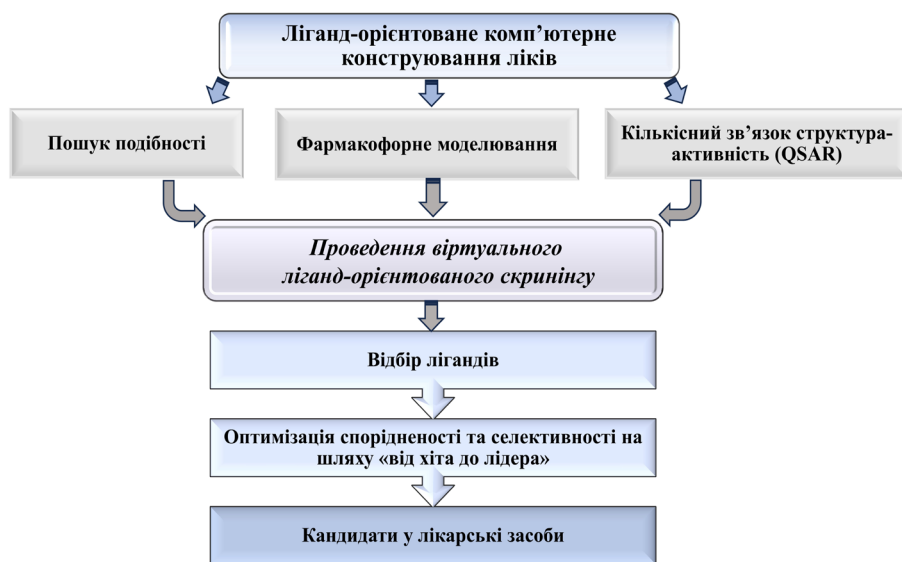 Ліганд-орієнтоване комп’ютерне
конструювання ліків
Пошук подібності
Фармакофорне моделювання
Кількісний зв’язок структура-
активність (QSAR)
Проведення віртуального
ліганд-орієнтованого скринінгу
Відбір лігандів
Оптимізація спорідненості та селективності на
шляху «від хіта до лідера»
Кандидати у лікарські засоби